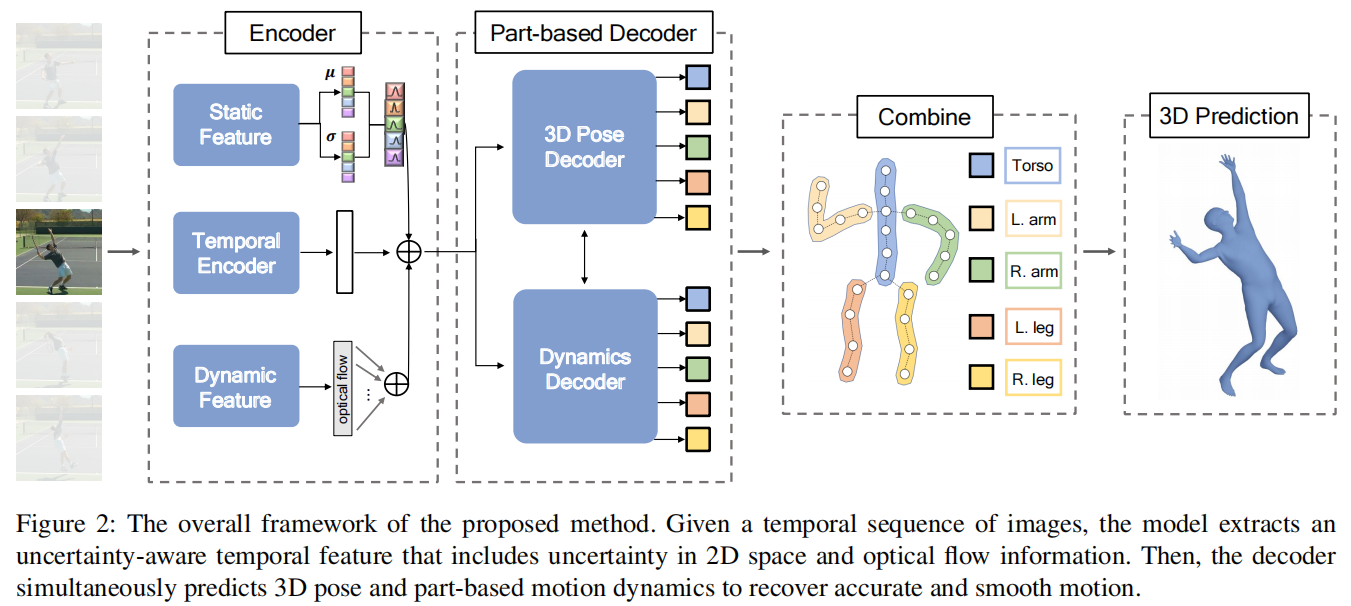 Encoder
Part-based Decoder
Combine
3D Prediction
Static
Feature
μ
σ
Temporal
Encoder
Dynamic
Feature
optical flow
...
3D Pose
Decoder
Dynamics
Decoder
Torso
L. arm
R. arm
L. leg
R. leg
Figure 2: The overall framework of the proposed method. Given a temporal sequence of images, the model extracts an
uncertainty-aware temporal feature that includes uncertainty in 2D space and optical flow information. Then, the decoder
simultaneously predicts 3D pose and part-based motion dynamics to recover accurate and smooth motion.